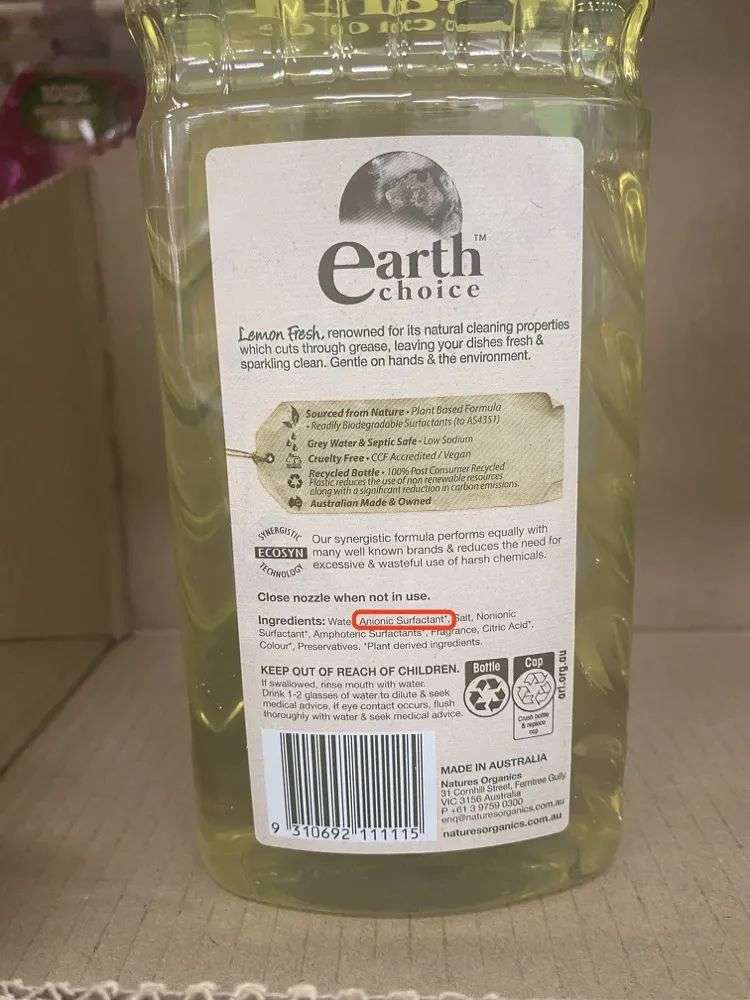 100%
earth™
choice
Lemon Fresh, renowned for its natural cleaning properties
which cuts through grease, leaving your dishes fresh &
sparkling clean. Gentle on hands & the environment.
Sourced from Nature • Plant Based Formula
• Readily Biodegradable Surfactants (to AS4351)
Grey Water & Septic Safe • Low Sodium
Cruelty Free • CCF Accredited / Vegan
Recycled Bottle • 100% Post Consumer Recycled
Plastic reduces the use of non renewable resources
along with a significant reduction in carbon emissions.
Australian Made & Owned
SYNERGISTIC
ECOSYN
TECHNOLOGY
Our synergistic formula performs equally with
many well known brands & reduces the need for
excessive & wasteful use of harsh chemicals.
Close nozzle when not in use.
Ingredients: Wate Anionic Surfactant*, Salt, Nonionic
Surfactant*, Amphoteric Surfactants*, Fragrance, Citric Acid*,
Colour*, Preservatives. *Plant derived ingredients.
KEEP OUT OF REACH OF CHILDREN.
If swallowed, rinse mouth with water.
Drink 1-2 glasses of water to dilute & seek
medical advice. If eye contact occurs, flush
thoroughly with water & seek medical advice.
Bottle
Cap
Crush bottle
& replace
cap
arl.org.au
9 310692 111115
MADE IN AUSTRALIA
Natures Organics
31 Cornhill Street, Ferntree Gully
VIC 3156 Australia
P +61 3 9759 0300
enq@naturesorganics.com.au
naturesorganics.com.au